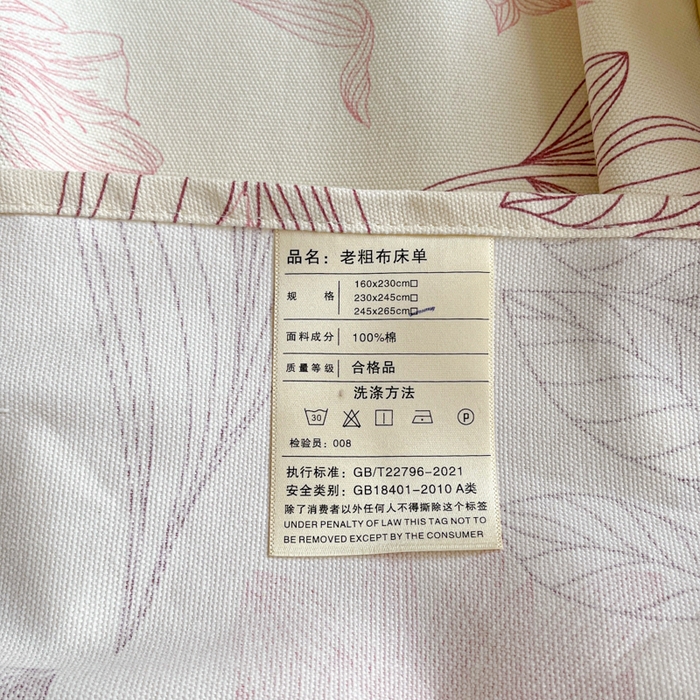 品名：老粗布床单
规 格 160x230cm□
230x245cm□
245x265cm□
面料成分 100%棉
质量等级 合格品
洗涤方法
30 P
检验员：008
执行标准：GB/T22796-2021
安全类别：GB18401-2010 A类
除了消费者以外任何人不得撕除这个标签
UNDER PENALTY OF LAW THIS TAG NOT TO
BE REMOVED EXCEPT BY THE CONSUMER